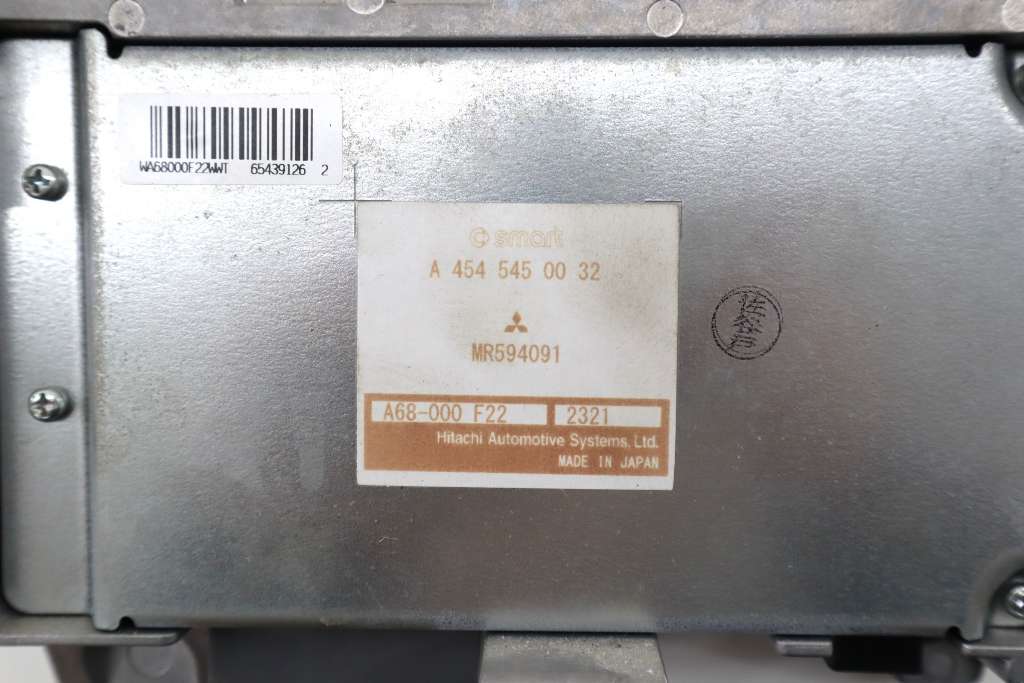 WA68000F22WWT 65439126 2
smart
A 454 545 00 32
MR594091
A68-000 F22 2321
Hitachi Automotive Systems, Ltd.
MADE IN JAPAN